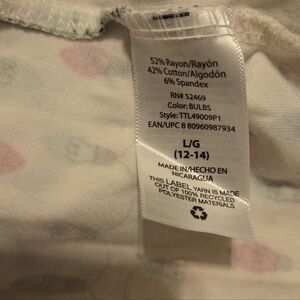 52% Rayon/Rayón
42% Cotton/Algodón
6% Spandex
RN# 52469
Color: BULBS
Style: TTL49009P1
EAN/UPC 8 80960987934
L/G
(12-14)
MADE IN/HECHO EN
NICARAGUA
THIS LABEL YARN IS MADE
OUT OF 100% RECYCLED
POLYESTER MATERIALS